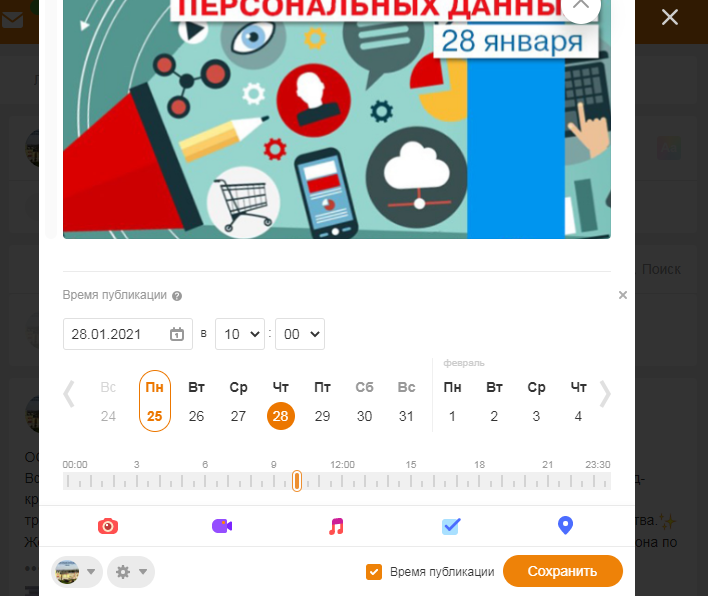 ПЕРСОНАЛЬНЫХ ДАННЫ
28 января
Поиск
Время публикации ?
28.01.2021 1 в 10 : 00
февраль
Вс Пн Вт Ср Чт Пт Сб Вс Пн Вт Ср Чт
24 25 26 27 28 29 30 31 1 2 3 4
00:00 3 6 9 12:00 15 18 21 23:30
Время публикации Сохранить